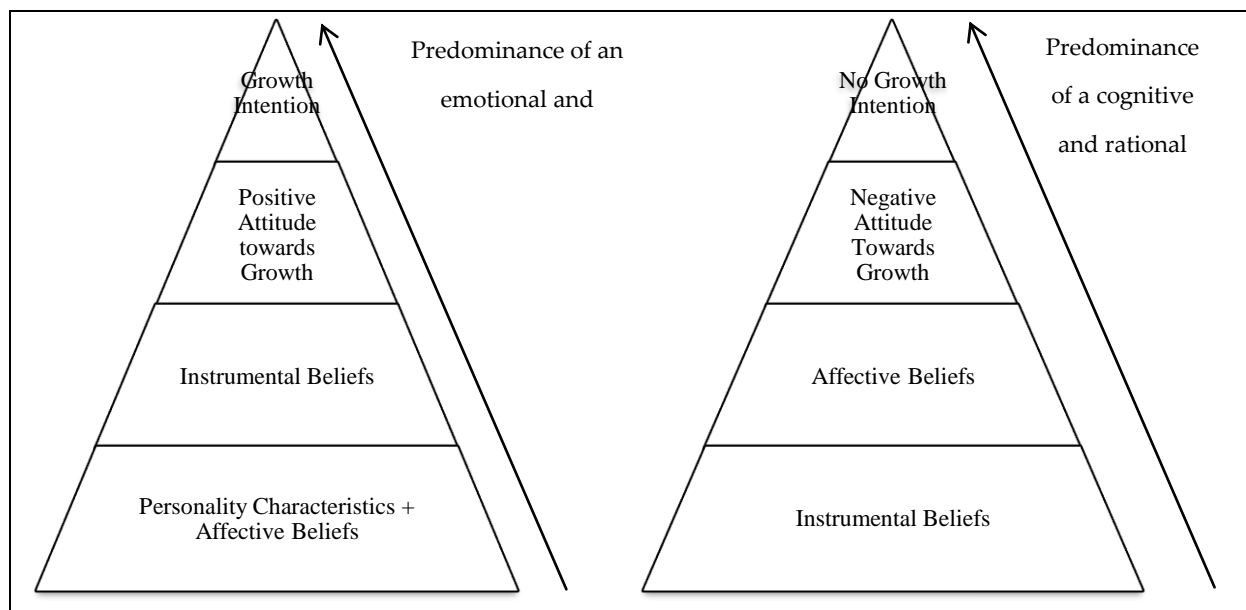 Growth
Intention
Positive
Attitude
towards
Growth
Instrumental Beliefs
Personality Characteristics +
Affective Beliefs
Predominance of an
emotional and
No Growth
Intention
Negative
Attitude
Towards
Growth
Affective Beliefs
Instrumental Beliefs
Predominance
of a cognitive
and rational